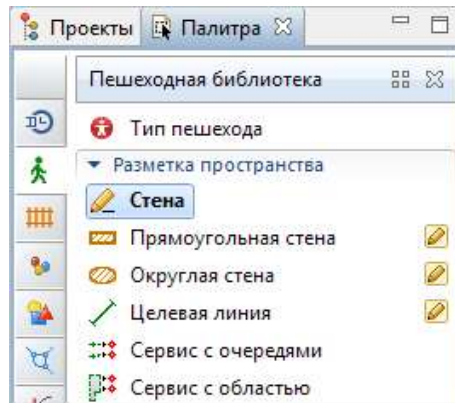 Проекты Палитра
Пешеходная библиотека
Тип пешехода
Разметка пространства
Стена
Прямоугольная стена
Округлая стена
Целевая линия
Сервис с очередями
Сервис с областью